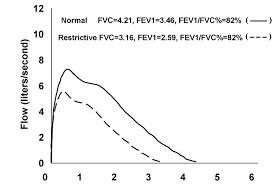 12
Normal FVC=4.21, FEV1=3.46, FEV1/FVC%=82% (—)
10
Restrictive FVC=3.16, FEV1=2.59, FEV1/FVC%=82% (– –)
8
6
4
2
0
Flow (liters/second)
0 1 2 3 4 5 6